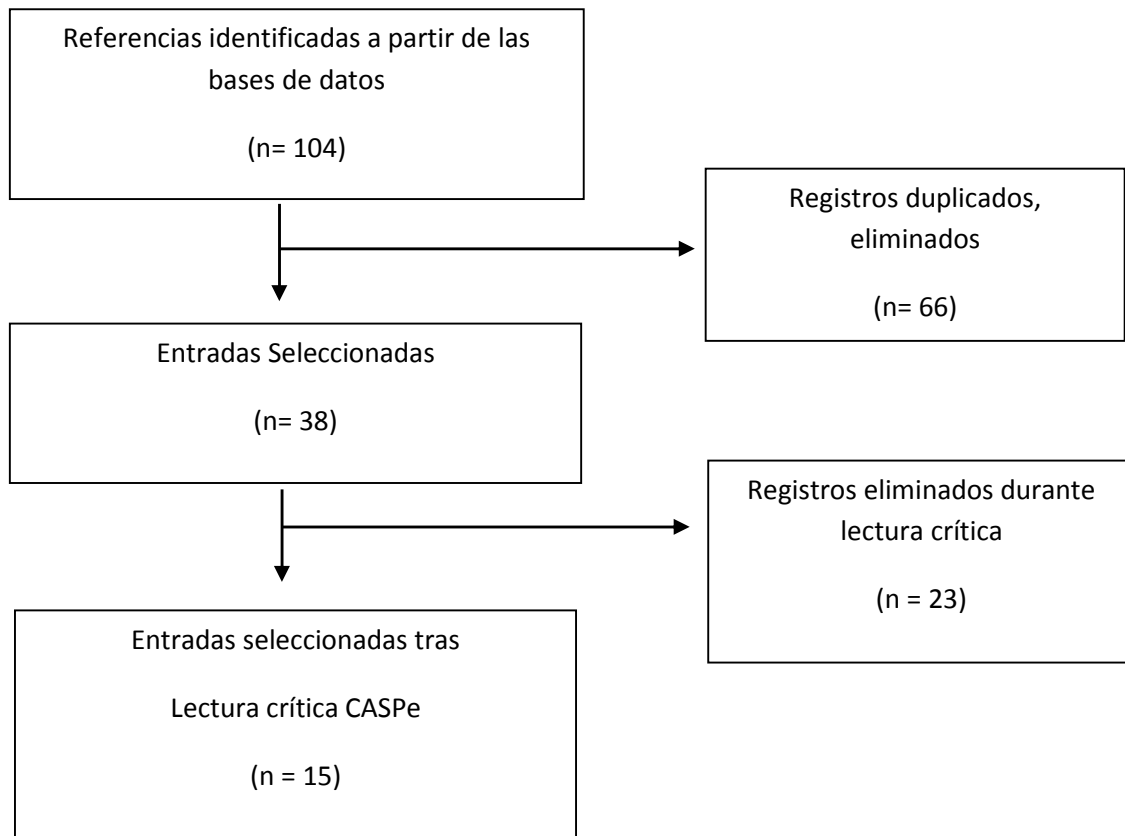 Referencias identificadas a partir de las
bases de datos
(n= 104)
Registros duplicados,
eliminados
(n= 66)
Entradas Seleccionadas
(n= 38)
Registros eliminados durante
lectura crítica
(n = 23)
Entradas seleccionadas tras
Lectura crítica CASPe
(n = 15)